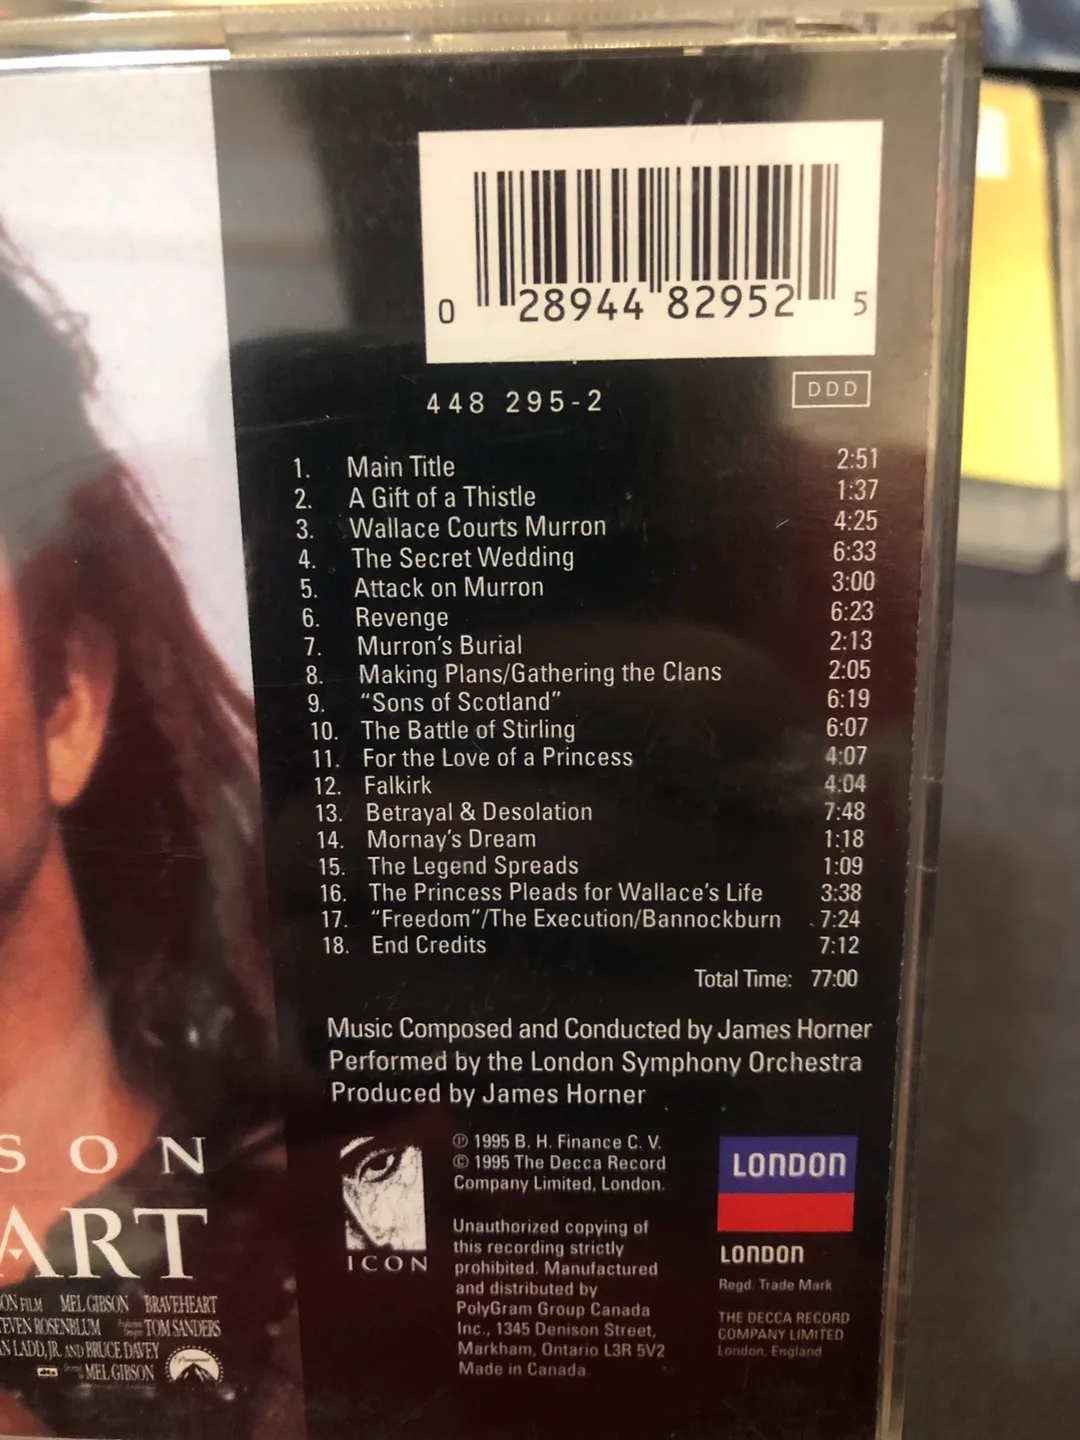 0 28944 82952 5
448 295-2
DDD
1. Main Title 2:51
2. A Gift of a Thistle 1:37
3. Wallace Courts Murron 4:25
4. The Secret Wedding 6:33
5. Attack on Murron 3:00
6. Revenge 6:23
7. Murron's Burial 2:13
8. Making Plans/Gathering the Clans 2:05
9. “Sons of Scotland” 6:19
10. The Battle of Stirling 6:07
11. For the Love of a Princess 4:07
12. Falkirk 4:04
13. Betrayal & Desolation 7:48
14. Mornay's Dream 1:18
15. The Legend Spreads 1:09
16. The Princess Pleads for Wallace's Life 3:38
17. “Freedom”/The Execution/Bannockburn 7:24
18. End Credits 7:12
Total Time: 77:00
Music Composed and Conducted by James Horner
Performed by the London Symphony Orchestra
Produced by James Horner
ICON
℗ 1995 B. H. Finance C. V.
© 1995 The Decca Record
Company Limited, London.
Unauthorized copying of
this recording strictly
prohibited. Manufactured
and distributed by
PolyGram Group Canada
Inc., 1345 Denison Street,
Markham, Ontario L3R 5V2
Made in Canada.
LONDON
LONDON
Regd. Trade Mark
THE DECCA RECORD
COMPANY LIMITED
London, England
SON
ART
ON FILM MEL GIBSON BRAVEHEART
TEVEN ROSENBLUM TOM SANDERS
AN LADD, JR. AND BRUCE DAVEY
dts MEL GIBSON
Paramount